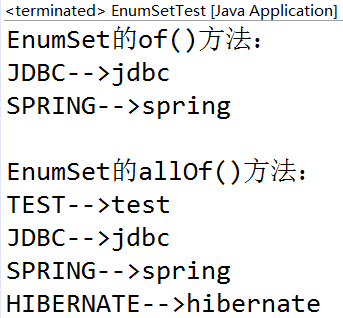 <terminated> EnumSetTest [Java Application]
EnumSet的of()方法：
JDBC-->jdbc
SPRING-->spring
EnumSet的allOf()方法：
TEST-->test
JDBC-->jdbc
SPRING-->spring
HIBERNATE-->hibernate